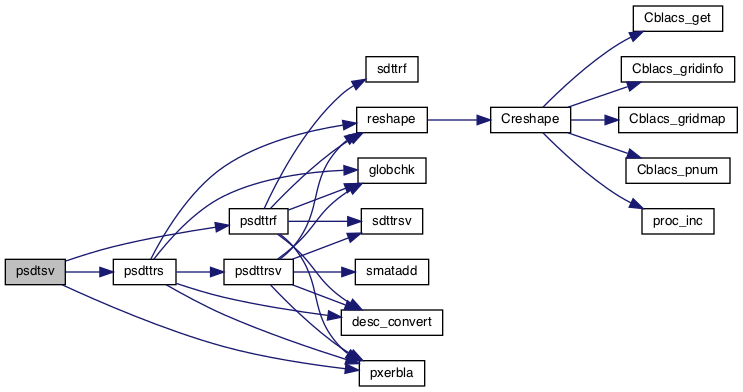 Cblacs_get
sdttrf
Cblacs_gridinfo
reshape
Creshape
Cblacs_gridmap
globchk
Cblacs_pnum
psdttrf
sdttrsv
proc_inc
psdtsv
psdttrs
psdttrsv
smatadd
desc_convert
pxerbla